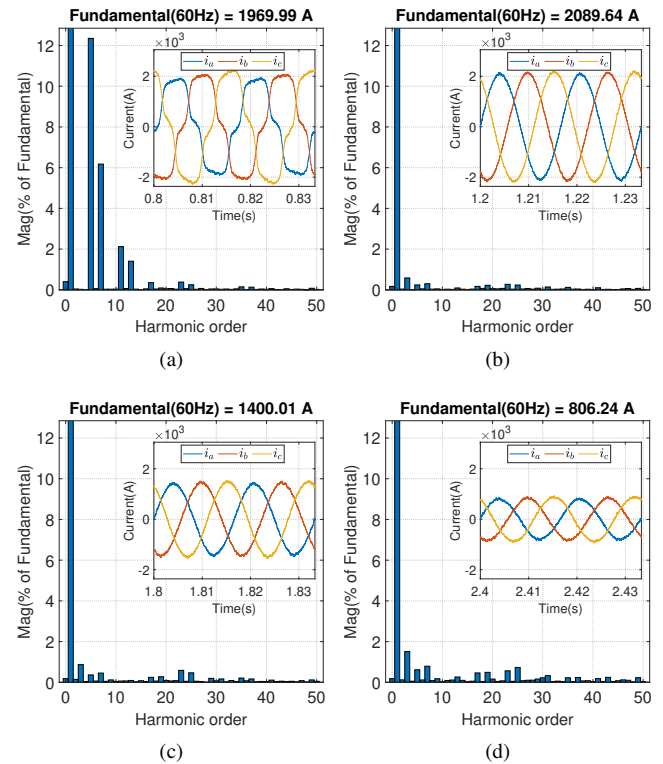 Fundamental(60Hz) = 1969.99 A
Mag(% of Fundamental)
12
10
8
6
4
2
0
0 10 20 30 40 50
Harmonic order
×10³
i_a i_b i_c
Current(A)
2
0
-2
0.8 0.81 0.82 0.83
Time(s)
(a)
Fundamental(60Hz) = 2089.64 A
Mag(% of Fundamental)
12
10
8
6
4
2
0
0 10 20 30 40 50
Harmonic order
×10³
i_a i_b i_c
Current(A)
2
0
-2
1.2 1.21 1.22 1.23
Time(s)
(b)
Fundamental(60Hz) = 1400.01 A
Mag(% of Fundamental)
12
10
8
6
4
2
0
0 10 20 30 40 50
Harmonic order
×10³
i_a i_b i_c
Current(A)
2
0
-2
1.8 1.81 1.82 1.83
Time(s)
(c)
Fundamental(60Hz) = 806.24 A
Mag(% of Fundamental)
12
10
8
6
4
2
0
0 10 20 30 40 50
Harmonic order
×10³
i_a i_b i_c
Current(A)
2
0
-2
2.4 2.41 2.42 2.43
Time(s)
(d)